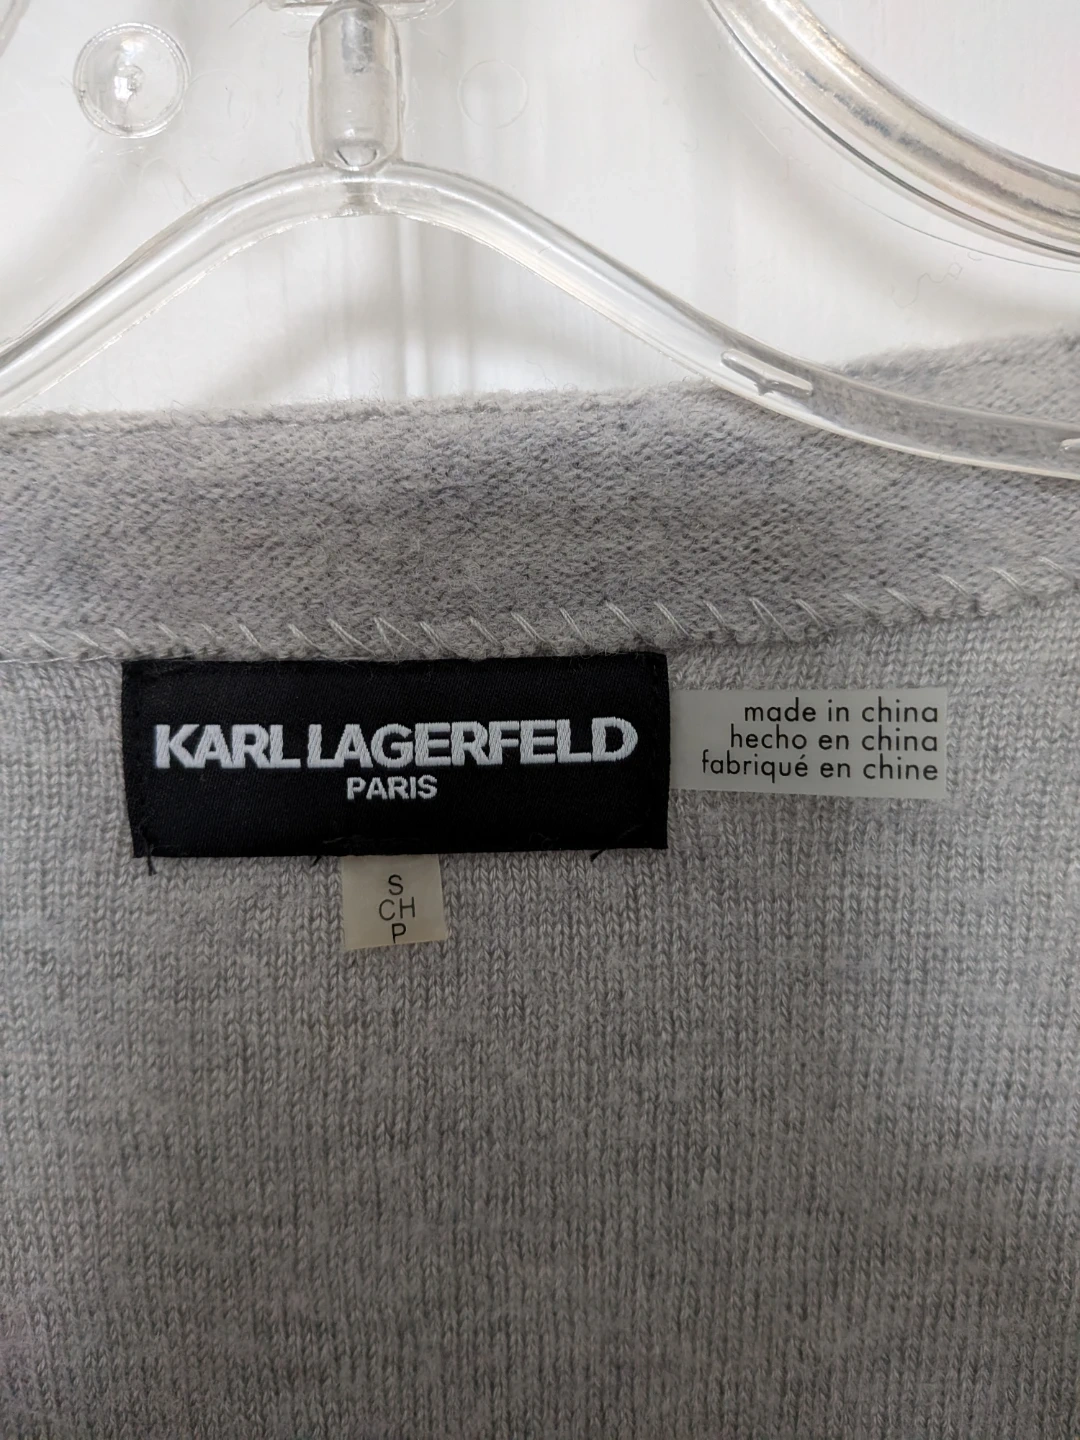 KARL LAGERFELD
PARIS
made in china
hecho en china
fabriqué en chine
S
CH
P